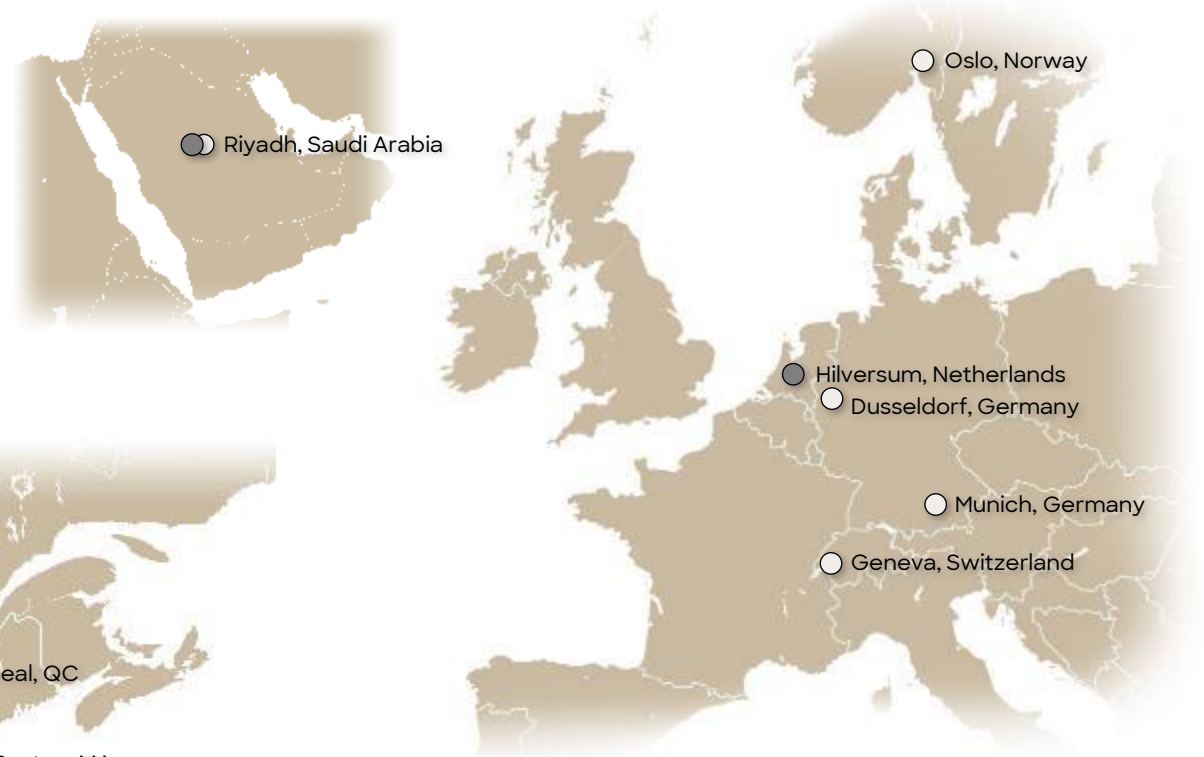 Oslo, Norway
Riyadh, Saudi Arabia
Hilversum, Netherlands
Dusseldorf, Germany
Munich, Germany
Geneva, Switzerland
eal, QC